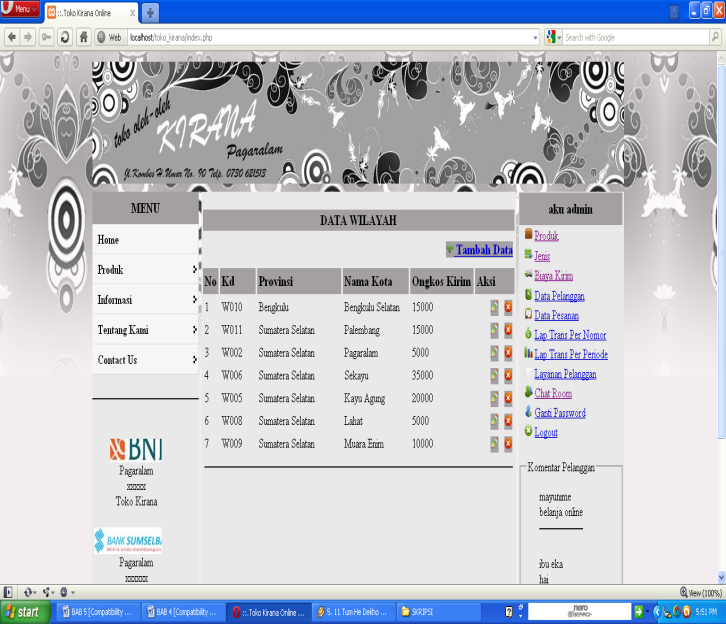 Menu
::.Toko Kirana Online
Web
localhost/toko_kirana/index.php
Search with Google
toko oleh-oleh
KIRANA
Pagaralam
Jl.Kombes H.Umar No. 90 Telp. 0730 621513
MENU
Home
Produk
Informasi
Tentang Kami
Contact Us
BNI
Pagaralam
xxxxx
Toko Kirana
BANK SUMSELB
Mitra anda membangun
Pagaralam
xxxxxx
DATA WILAYAH
Tambah Data
No Kd Provinsi Nama Kota Ongkos Kirim Aksi
1 W010 Bengkulu Bengkulu Selatan 15000
2 W011 Sumatera Selatan Palembang 15000
3 W002 Sumatera Selatan Pagaralam 5000
4 W006 Sumatera Selatan Sekayu 35000
5 W005 Sumatera Selatan Kayu Agung 20000
6 W008 Sumatera Selatan Lahat 5000
7 W009 Sumatera Selatan Muara Enim 10000
aku admin
Produk
Jenis
Biaya Kirim
Data Pelanggan
Data Pesanan
Lap Trans Per Nomor
Lap Trans Per Periode
Layanan Pelanggan
Chat Room
Ganti Password
Logout
Komentar Pelanggan
mayunime
belanja online
ibu eka
hai
View (100%)
start
BAB 5 [Compatibility ...
BAB 4 [Compatibility ...
::.Toko Kirana Online ...
5. 11 Tum He Dekho ...
SKRIPSI
nero
SEARCH
5:51 PM